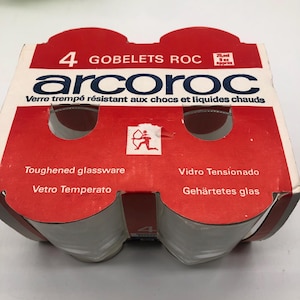 4 GOBELETS ROC
arcoroc
Verre trempé résistant aux chocs et liquides chauds
Toughened glassware
Vidro Tensionado
Vetro Temperato
Gehärtetes glas
4